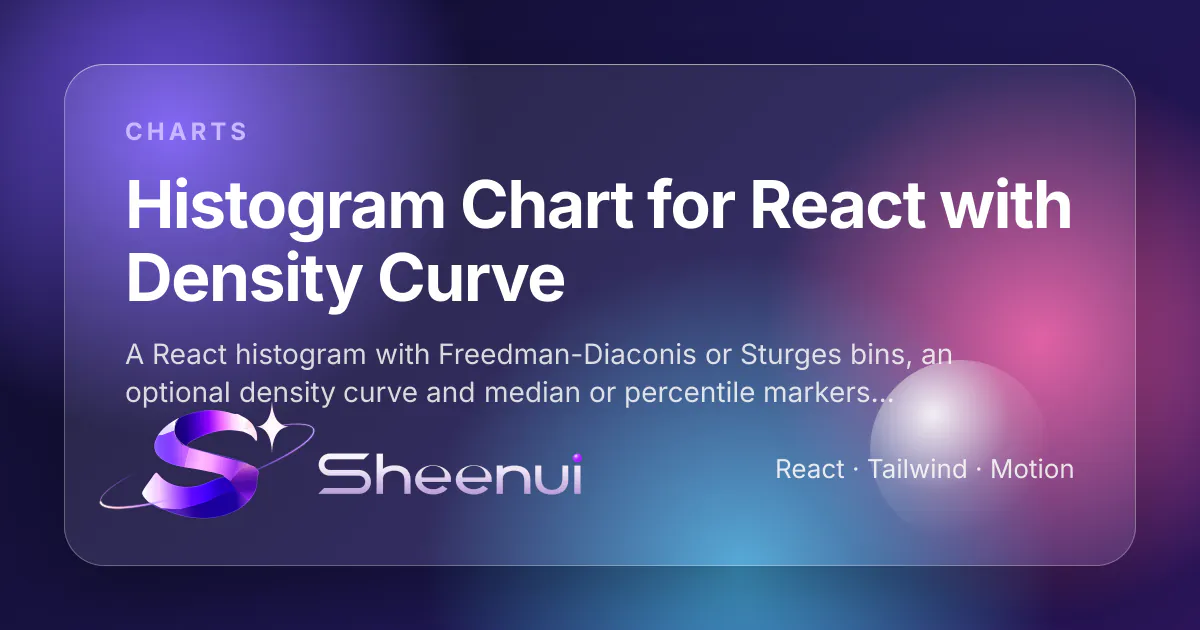 CHARTS
Histogram Chart for React with
Density Curve
A React histogram with Freedman-Diaconis or Sturges bins, an
optional density curve and median or percentile markers…
Sheenui
React · Tailwind · Motion